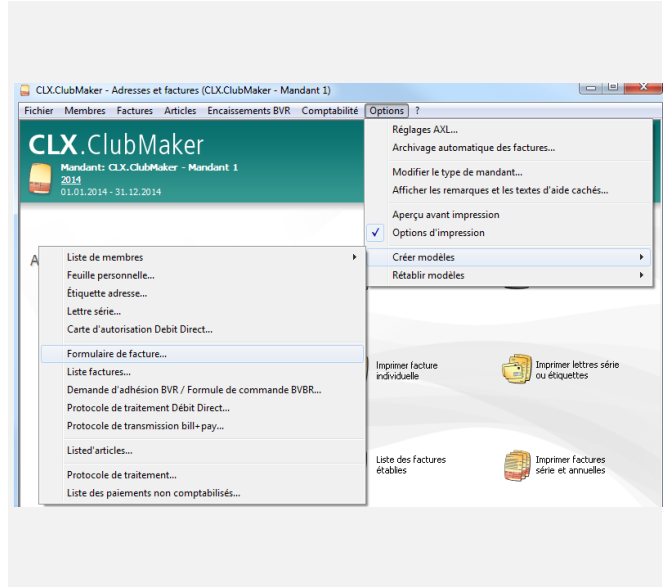 CLX.ClubMaker - Adresses et factures (CLX.ClubMaker - Mandant 1)
Fichier Membres Factures Articles Encaissements BVR Comptabilité Options ?
CLX.ClubMaker
Mandant: CLX.ClubMaker - Mandant 1
2014
01.01.2014 - 31.12.2014
Réglages AXL...
Archivage automatique des factures...
Modifier le type de mandant...
Afficher les remarques et les textes d'aide cachés...
Aperçu avant impression
Options d'impression
Créer modèles
Rétablir modèles
A
Liste de membres
Feuille personnelle...
Étiquette adresse...
Lettre série...
Carte d'autorisation Debit Direct...
Formulaire de facture...
Liste factures...
Demande d'adhésion BVR / Formule de commande BVBR...
Protocole de traitement Débit Direct...
Protocole de transmission bill+pay...
Listed'articles...
Protocole de traitement...
Liste des paiements non comptabilisés...
Imprimer facture
individuelle
Imprimer lettres série
ou étiquettes
Liste des factures
établies
Imprimer factures
série et annuelles